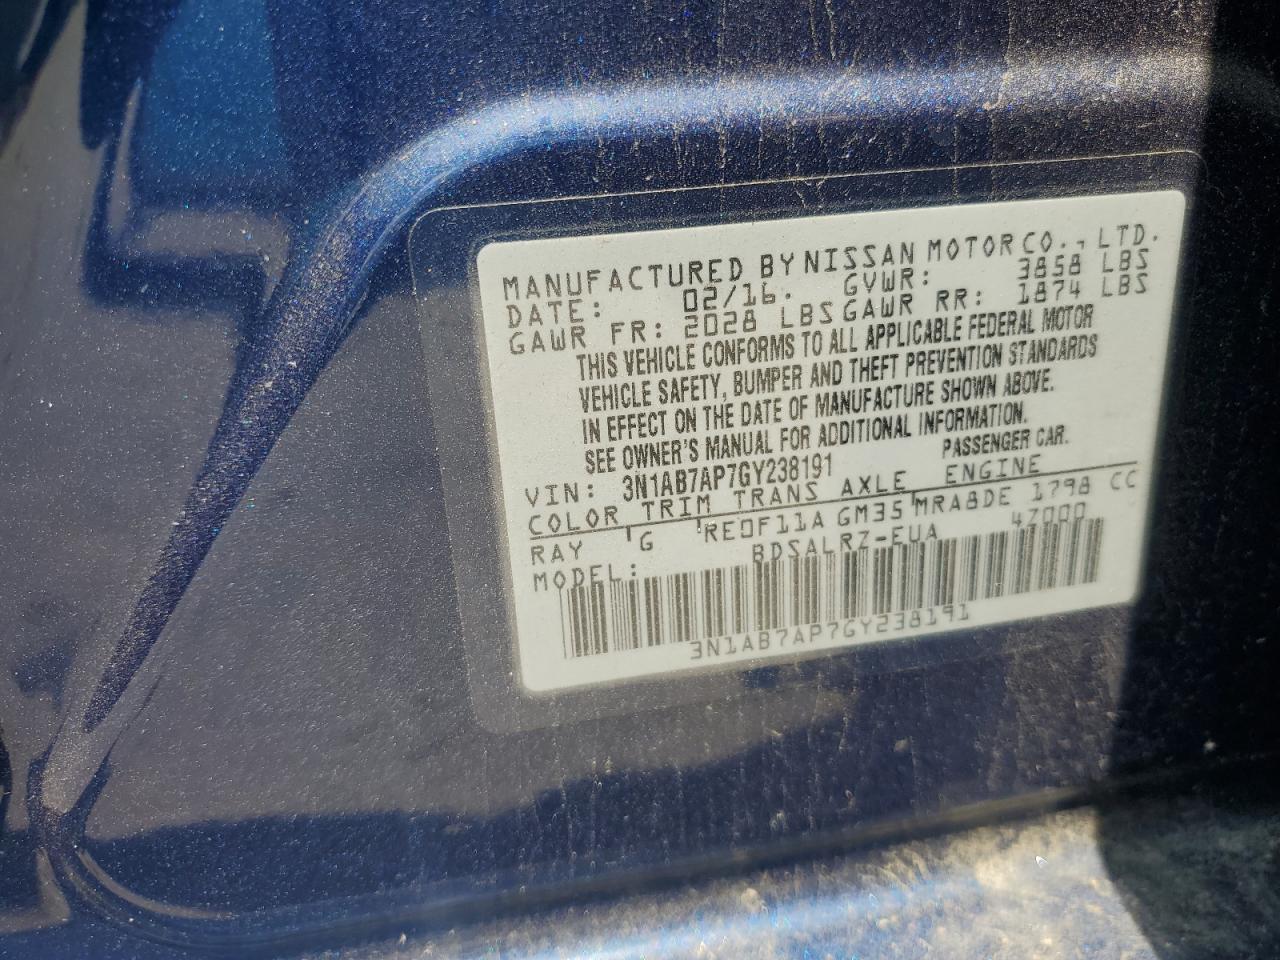 MANUFACTURED BY NISSAN MOTOR CO., LTD.
DATE: 02/16. GVWR: 3858 LBS
GAWR FR: 2028 LBS GAWR RR: 1874 LBS
THIS VEHICLE CONFORMS TO ALL APPLICABLE FEDERAL MOTOR
VEHICLE SAFETY, BUMPER AND THEFT PREVENTION STANDARDS
IN EFFECT ON THE DATE OF MANUFACTURE SHOWN ABOVE.
SEE OWNER'S MANUAL FOR ADDITIONAL INFORMATION.
VIN: 3N1AB7AP7GY238191 PASSENGER CAR.
COLOR TRIM TRANS AXLE ENGINE
RAY G RE0F11A GM35 MRA8DE 1798 CC
MODEL: BDSALRZ-EUA 4Z000
3N1AB7AP7GY238191